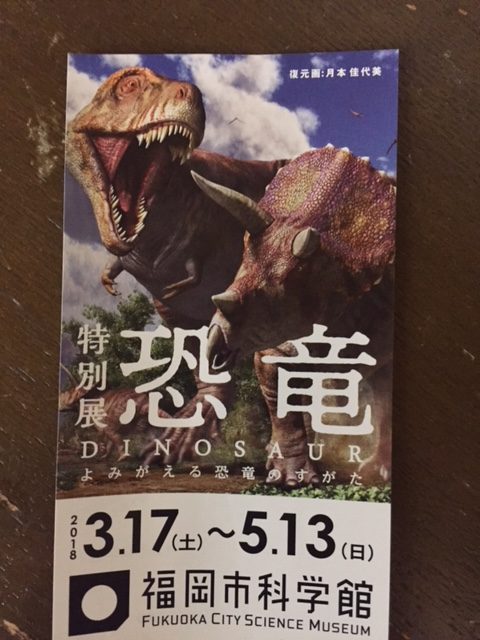 復元画:月本 佳代美
特別展
恐竜
DINOSAUR
よみがえる恐竜のすがた
2018 3.17(土)～5.13(日)
福岡市科学館
FUKUOKA CITY SCIENCE MUSEUM